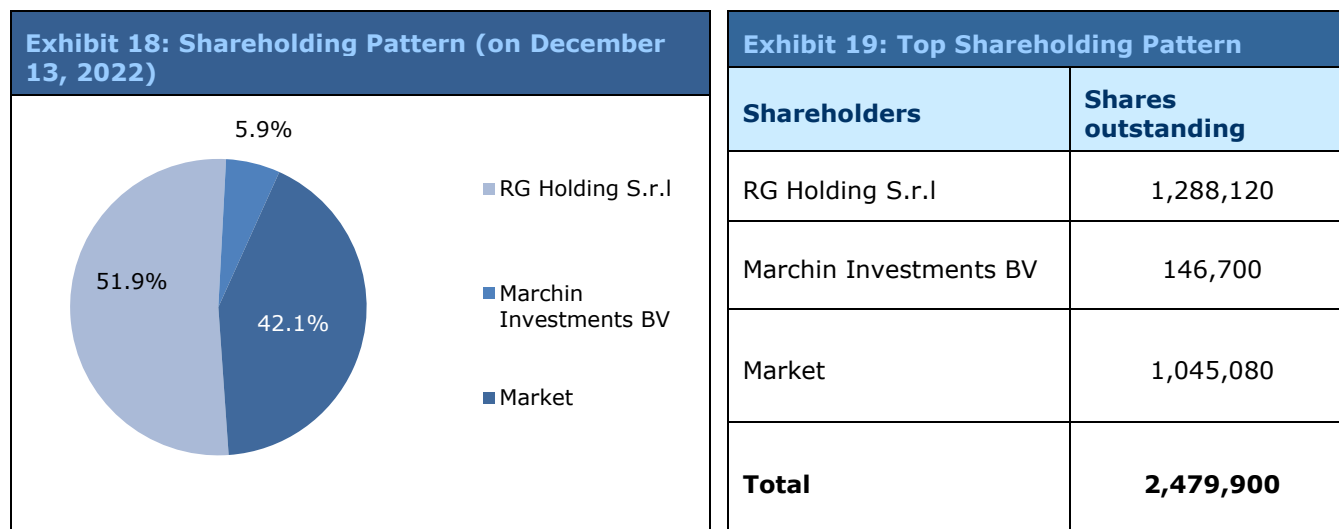 Exhibit 18: Shareholding Pattern (on December
13, 2022)
5.9%
51.9%
42.1%
RG Holding S.r.l
Marchin
Investments BV
Market
Exhibit 19: Top Shareholding Pattern
Shareholders
Shares
outstanding
RG Holding S.r.l
1,288,120
Marchin Investments BV
146,700
Market
1,045,080
Total
2,479,900